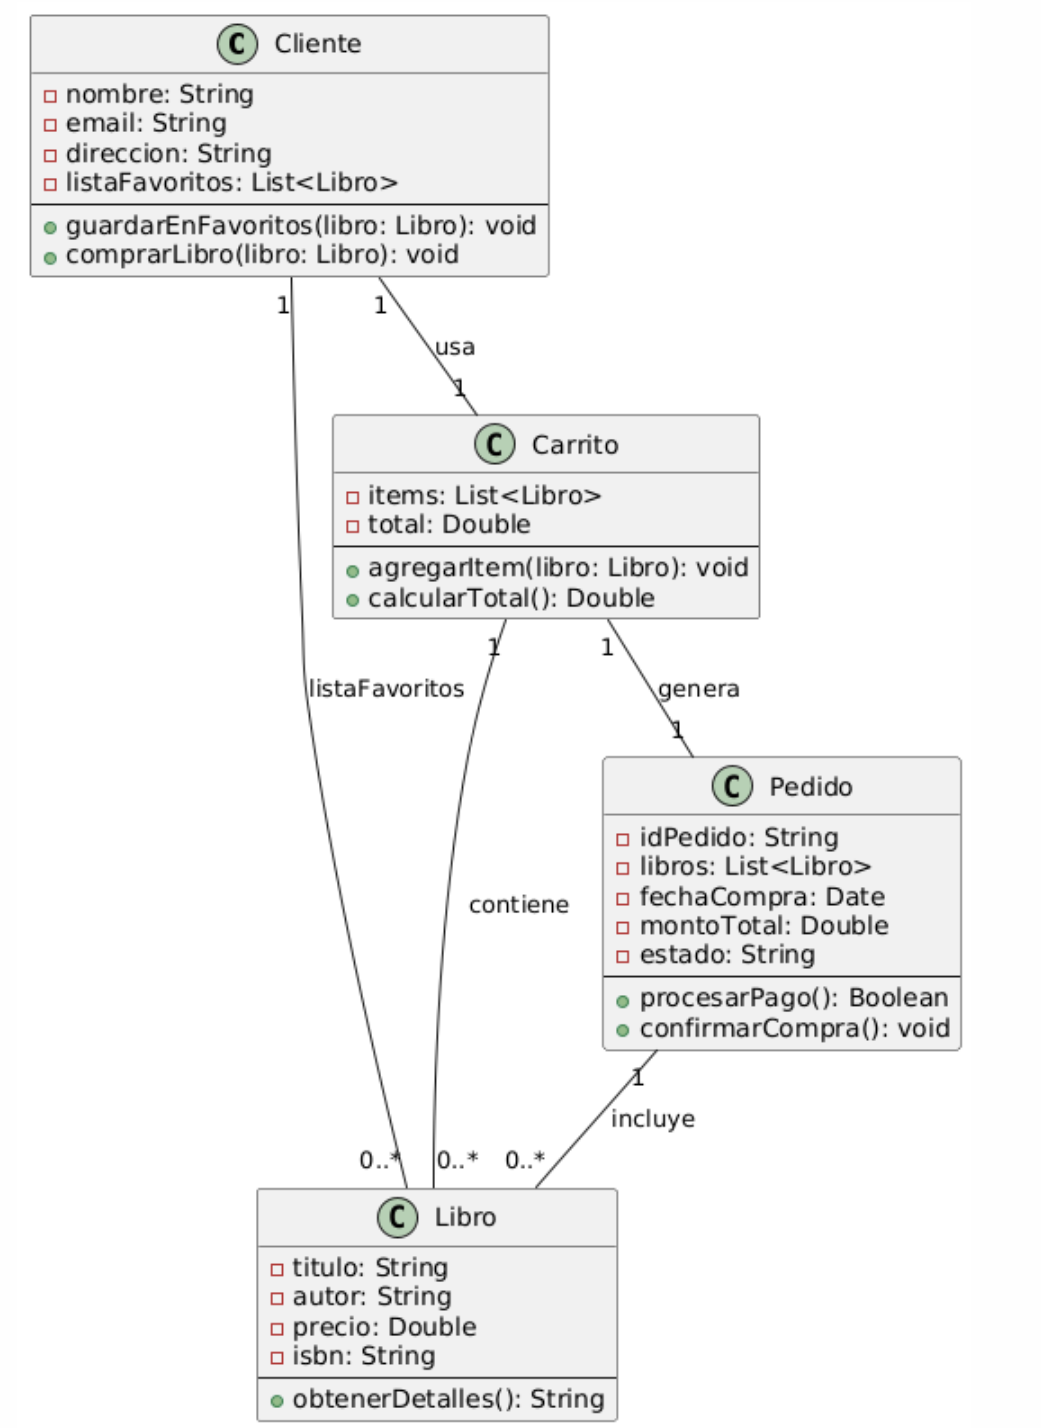 C Cliente
nombre: String
email: String
direccion: String
listaFavoritos: List<Libro>
guardarEnFavoritos(libro: Libro): void
comprarLibro(libro: Libro): void
1
1
usa
1
C Carrito
items: List<Libro>
total: Double
agregarItem(libro: Libro): void
calcularTotal(): Double
1
1
listaFavoritos
genera
1
C Pedido
idPedido: String
libros: List<Libro>
fechaCompra: Date
montoTotal: Double
estado: String
procesarPago(): Boolean
confirmarCompra(): void
contiene
1
incluye
0..*
0..*
0..*
C Libro
titulo: String
autor: String
precio: Double
isbn: String
obtenerDetalles(): String